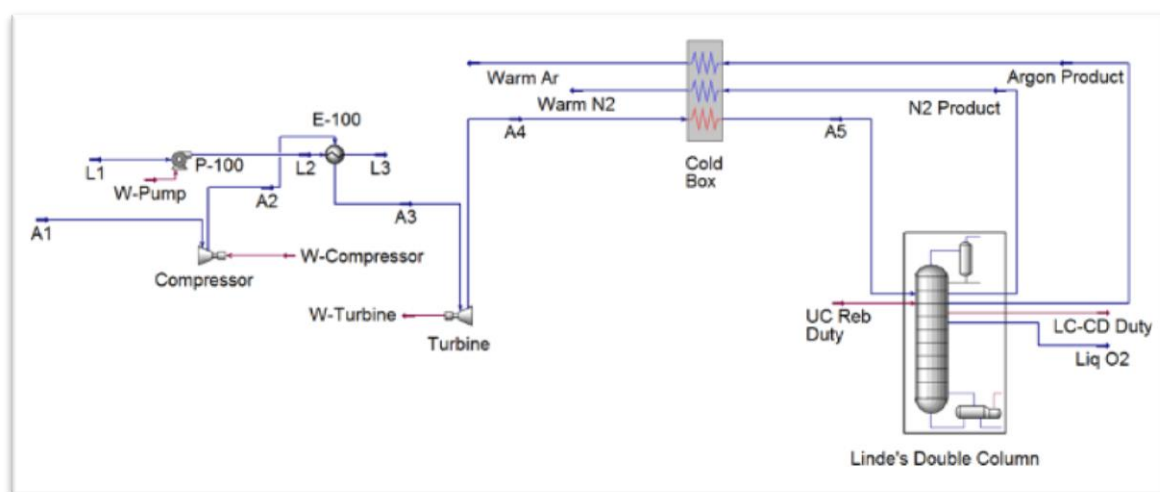 Warm Ar
Argon Product
Warm N2
N2 Product
E-100
A4
A5
L1
P-100
L2
L3
Cold
Box
W-Pump
A2
A3
A1
W-Compressor
Compressor
W-Turbine
Turbine
UC Reb
Duty
LC-CD Duty
Liq O2
Linde's Double Column